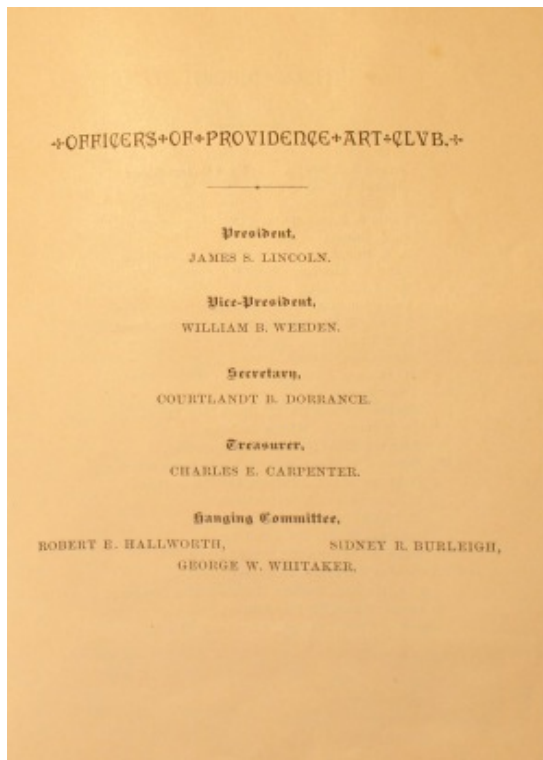 OFFICERS OF PROVIDENCE ART CLVB.
President,
JAMES S. LINCOLN.
Vice-President,
WILLIAM B. WEEDEN.
Secretary,
COURTLANDT B. DORRANCE.
Treasurer,
CHARLES E. CARPENTER.
Hanging Committee,
ROBERT E. HALLWORTH, SIDNEY R. BURLEIGH,
GEORGE W. WHITAKER.